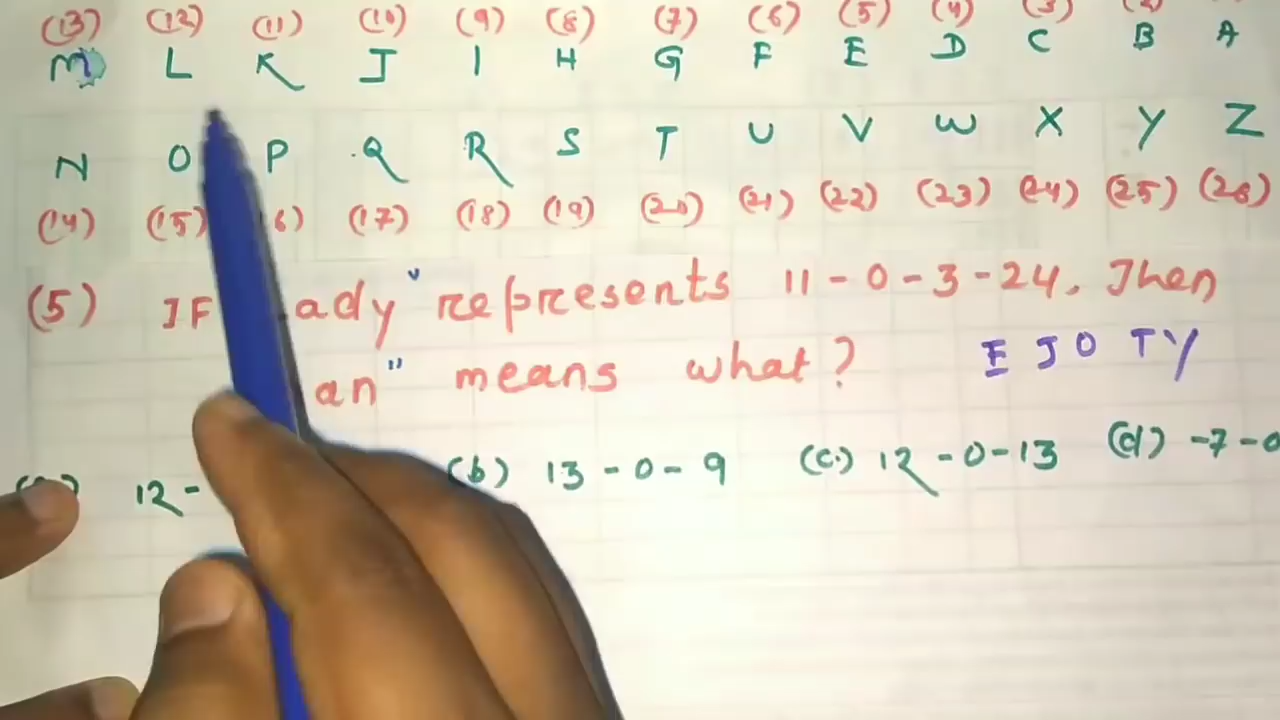 (13) (12) (11) (10) (9) (8) (7) (6) (5) (4) (3) (2)
M L K J I H G F E D C B A
N O P Q R S T U V W X Y Z
(14) (15) 6) (17) (18) (19) (20) (21) (22) (23) (24) (25) (26)
(5) IF ady" represents 11-0-3-24. Then
an" means what? E J O T Y
12- (b) 13-0-9 (c) 12-0-13 (d) -7-0